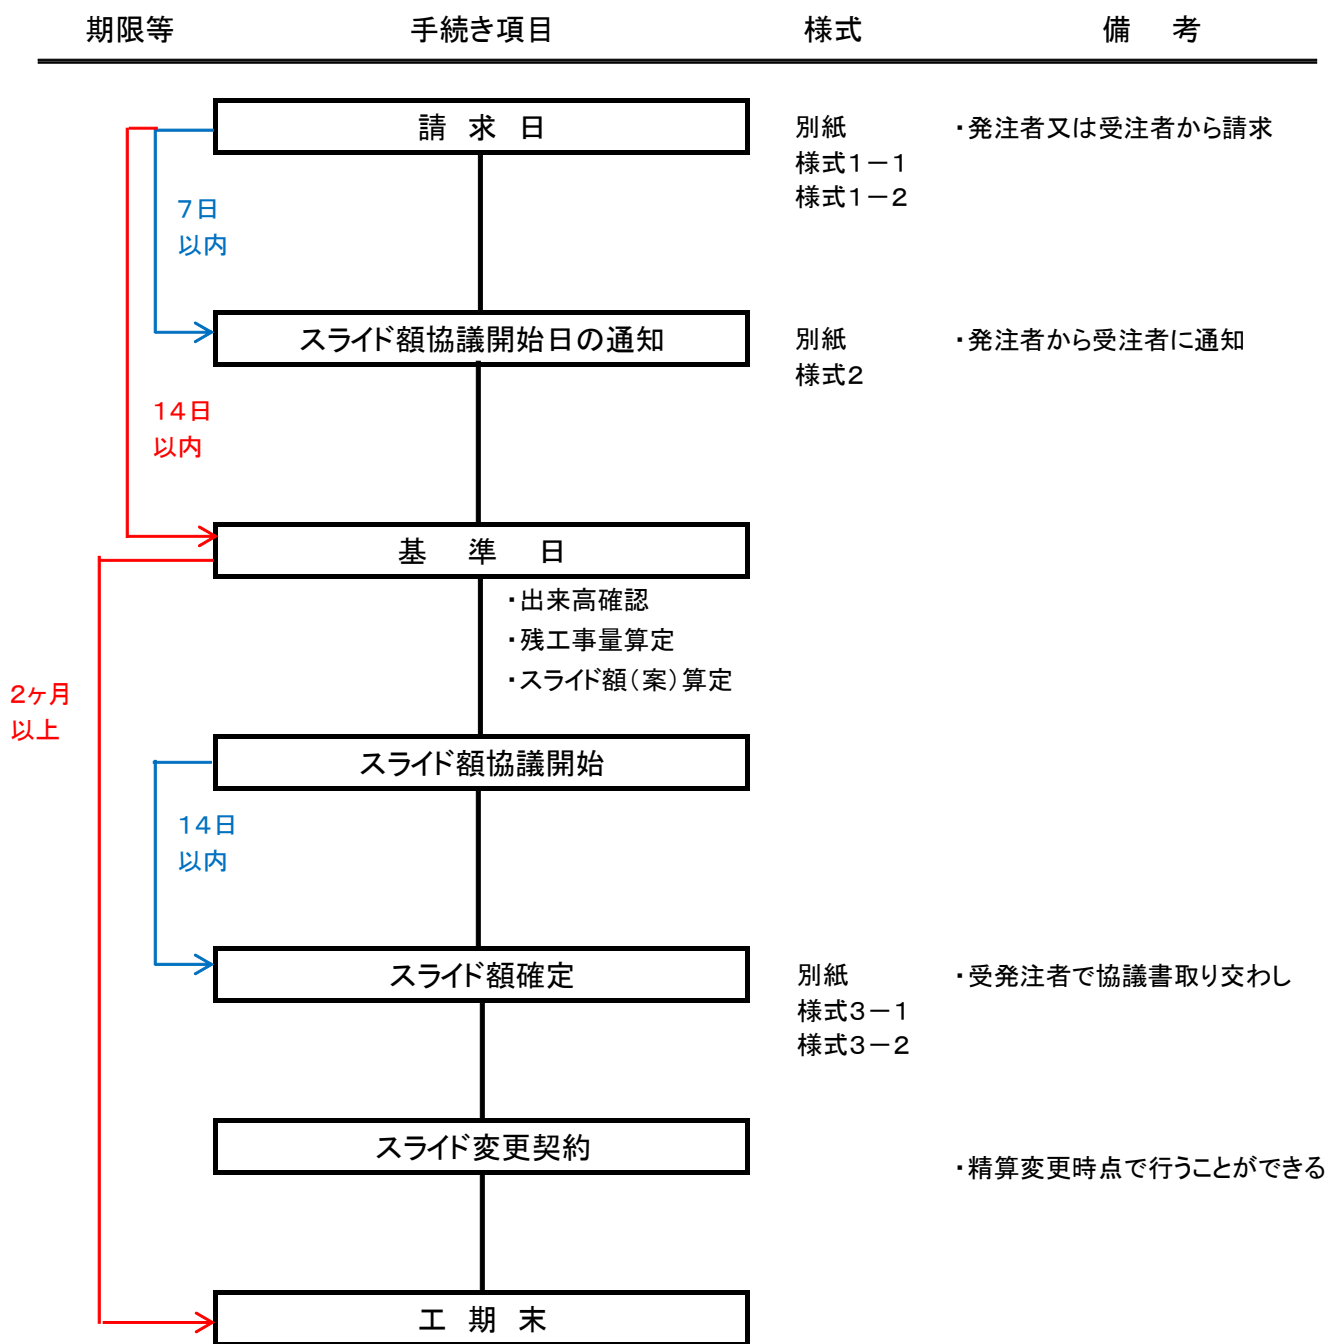 期限等 手続き項目 様式 備　考
請　求　日 別紙 ・発注者又は受注者から請求
様式１－１
様式１－２
７日
以内
スライド額協議開始日の通知 別紙 ・発注者から受注者に通知
様式２
１４日
以内
基　準　日
・出来高確認
・残工事量算定
・スライド額（案）算定
２ヶ月
以上
スライド額協議開始
１４日
以内
スライド額確定 別紙 ・受発注者で協議書取り交わし
様式３－１
様式３－２
スライド変更契約
・精算変更時点で行うことができる
工　期　末